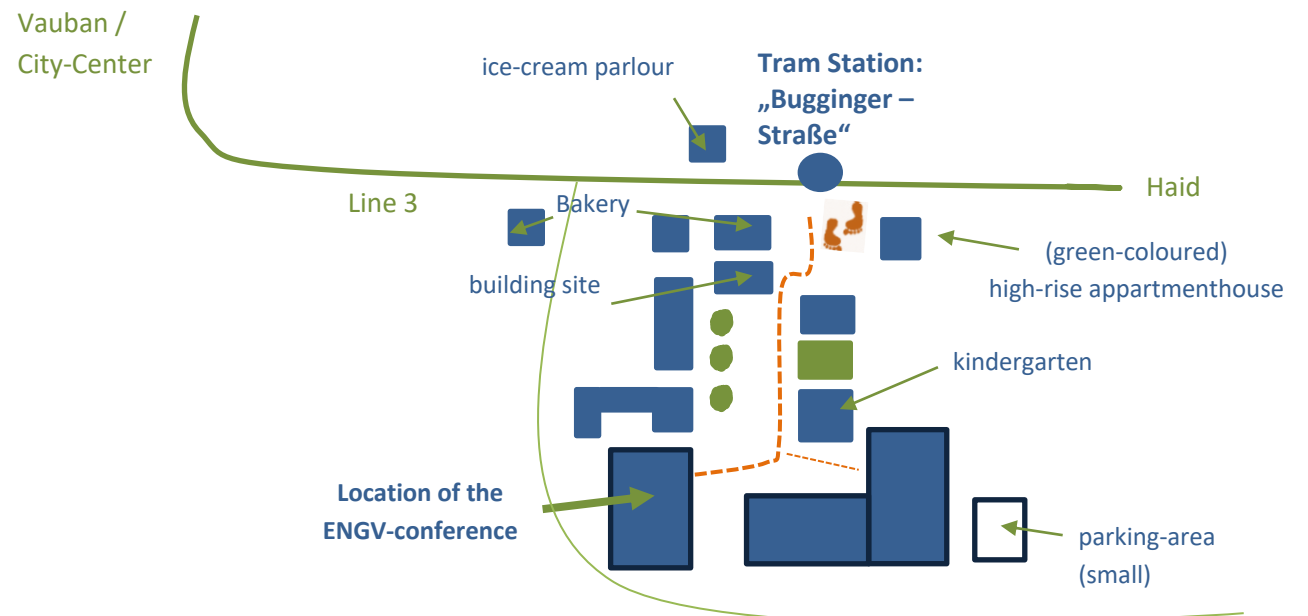 Vauban /
City-Center
ice-cream parlour
Tram Station:
„Bugginger –
Straße“
Line 3
Haid
Bakery
(green-coloured)
high-rise appartmenthouse
building site
kindergarten
Location of the
ENGV-conference
parking-area
(small)